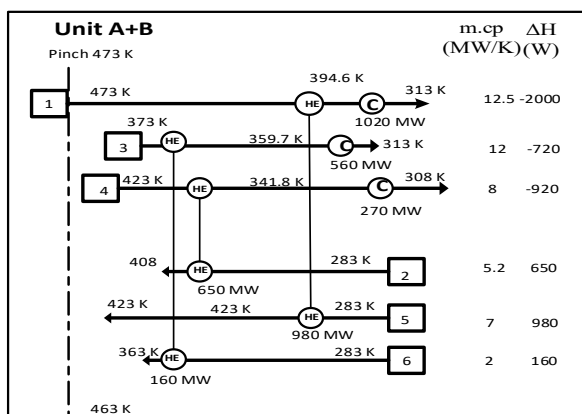 Unit A+B
m.cp ΔH
(MW/K) (W)
Pinch 473 K
1 473 K HE 394.6 K C 313 K 12.5 -2000
1020 MW
3 373 K HE 359.7 K C 313 K 12 -720
560 MW
4 423 K HE 341.8 K C 308 K 8 -920
270 MW
408 HE 283 K 2 5.2 650
650 MW
423 K 423 K HE 283 K 5 7 980
980 MW
363 K HE 283 K 6 2 160
160 MW
463 K